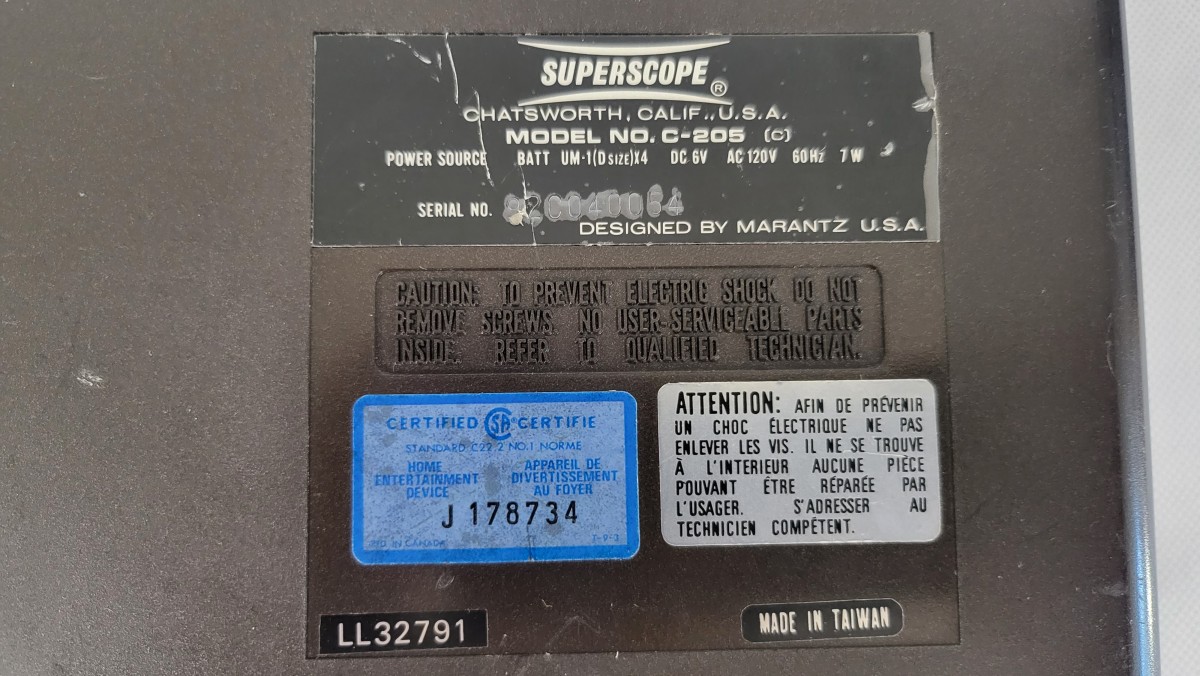 SUPERSCOPE ®
CHATSWORTH, CALIF., U.S.A.
MODEL NO. C-205 (C)
POWER SOURCE BATT UM-1(D SIZE)X4 DC 6V AC 120V 60Hz 7W
SERIAL NO.
DESIGNED BY MARANTZ U.S.A.
CAUTION: TO PREVENT ELECTRIC SHOCK DO NOT
REMOVE SCREWS. NO USER-SERVICEABLE PARTS
INSIDE. REFER TO QUALIFIED TECHNICIAN.
CERTIFIED SA CERTIFIE
STANDARD C22.2 NO.1 NORME
HOME ENTERTAINMENT DEVICE
APPAREIL DE DIVERTISSEMENT AU FOYER
J 178734
IN CANADA
ATTENTION: AFIN DE PRÉVENIR
UN CHOC ÉLECTRIQUE NE PAS
ENLEVER LES VIS. IL NE SE TROUVE
À L'INTERIEUR AUCUNE PIÈCE
POUVANT ÊTRE RÉPARÉE PAR
L'USAGER. S'ADRESSER AU
TECHNICIEN COMPÉTENT.
LL32791
MADE IN TAIWAN